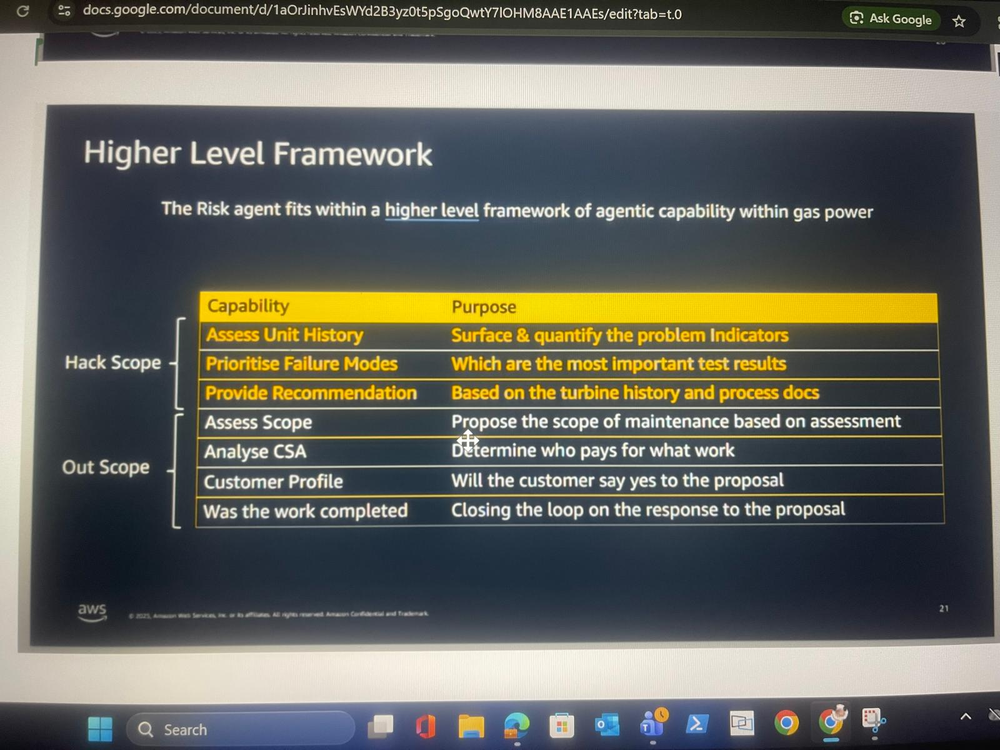 docs.google.com/document/d/1aOrJinhvEsWYd2B3yz0t5pSgoQwtY7IOHM8AAE1AAEs/edit?tab=t.0
Ask Google
Higher Level Framework
The Risk agent fits within a higher level framework of agentic capability within gas power
Capability Purpose
Assess Unit History Surface & quantify the problem Indicators
Hack Scope
Prioritise Failure Modes Which are the most important test results
Provide Recommendation Based on the turbine history and process docs
Assess Scope Propose the scope of maintenance based on assessment
Analyse CSA Determine who pays for what work
Out Scope
Customer Profile Will the customer say yes to the proposal
Was the work completed Closing the loop on the response to the proposal
aws
© 2025, Amazon Web Services, Inc. or its affiliates. All rights reserved. Amazon Confidential and Trademark.
21
Search